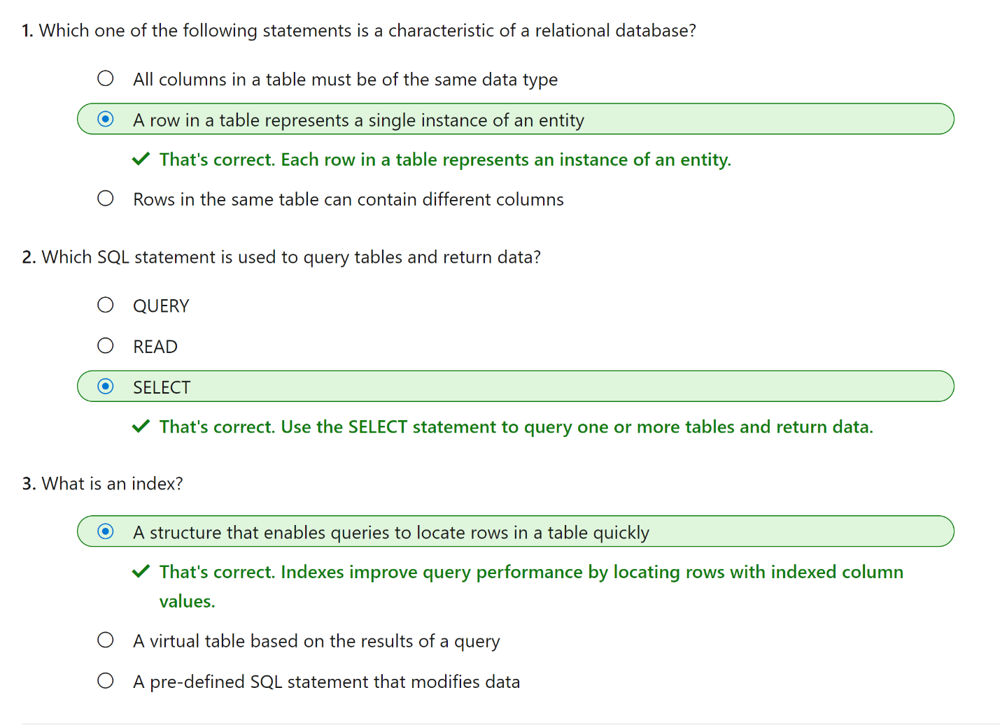 1. Which one of the following statements is a characteristic of a relational database?
All columns in a table must be of the same data type
A row in a table represents a single instance of an entity
That's correct. Each row in a table represents an instance of an entity.
Rows in the same table can contain different columns
2. Which SQL statement is used to query tables and return data?
QUERY
READ
SELECT
That's correct. Use the SELECT statement to query one or more tables and return data.
3. What is an index?
A structure that enables queries to locate rows in a table quickly
That's correct. Indexes improve query performance by locating rows with indexed column
values.
A virtual table based on the results of a query
A pre-defined SQL statement that modifies data